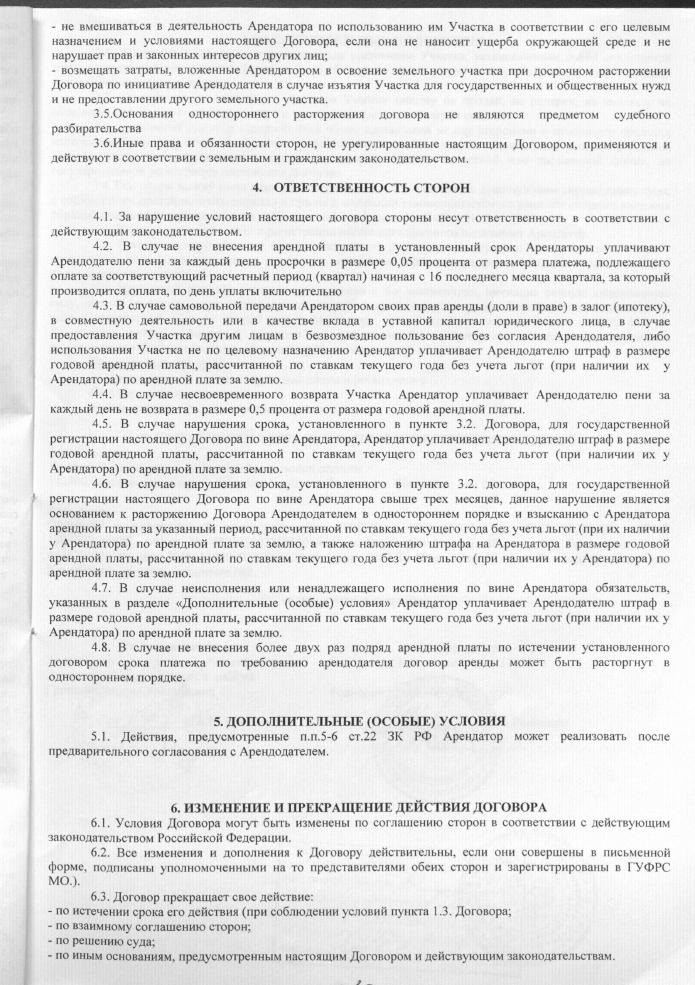 - не вмешиваться в деятельность Арендатора по использованию им Участка в соответствии с его целевым
назначением и условиями настоящего Договора, если она не наносит ущерба окружающей среде и не
нарушает прав и законных интересов других лиц;
- возмещать затраты, вложенные Арендатором в освоение земельного участка при досрочном расторжении
Договора по инициативе Арендодателя в случае изъятия Участка для государственных и общественных нужд
и не предоставлении другого земельного участка.
3.5.Основания одностороннего расторжения договора не являются предметом судебного
разбирательства
3.6.Иные права и обязанности сторон, не урегулированные настоящим Договором, применяются и
действуют в соответствии с земельным и гражданским законодательством.
4. ОТВЕТСТВЕННОСТЬ СТОРОН
4.1. За нарушение условий настоящего договора стороны несут ответственность в соответствии с
действующим законодательством.
4.2. В случае не внесения арендной платы в установленный срок Арендаторы уплачивают
Арендодателю пени за каждый день просрочки в размере 0,05 процента от размера платежа, подлежащего
оплате за соответствующий расчетный период (квартал) начиная с 16 последнего месяца квартала, за который
производится оплата, по день уплаты включительно
4.3. В случае самовольной передачи Арендатором своих прав аренды (доли в праве) в залог (ипотеку),
в совместную деятельность или в качестве вклада в уставной капитал юридического лица, в случае
предоставления Участка другим лицам в безвозмездное пользование без согласия Арендодателя, либо
использования Участка не по целевому назначению Арендатор уплачивает Арендодателю штраф в размере
годовой арендной платы, рассчитанной по ставкам текущего года без учета льгот (при наличии их у
Арендатора) по арендной плате за землю.
4.4. В случае несвоевременного возврата Участка Арендатор уплачивает Арендодателю пени за
каждый день не возврата в размере 0,5 процента от размера годовой арендной платы.
4.5. В случае нарушения срока, установленного в пункте 3.2. Договора, для государственной
регистрации настоящего Договора по вине Арендатора, Арендатор уплачивает Арендодателю штраф в размере
годовой арендной платы, рассчитанной по ставкам текущего года без учета льгот (при наличии их у
Арендатора) по арендной плате за землю.
4.6. В случае нарушения срока, установленного в пункте 3.2. договора, для государственной
регистрации настоящего Договора по вине Арендатора свыше трех месяцев, данное нарушение является
основанием к расторжению Договора Арендодателем в одностороннем порядке и взысканию с Арендатора
арендной платы за указанный период, рассчитанной по ставкам текущего года без учета льгот (при их наличии
у Арендатора) по арендной плате за землю, а также наложению штрафа на Арендатора в размере годовой
арендной платы, рассчитанной по ставкам текущего года без учета льгот (при наличии их у Арендатора) по
арендной плате за землю.
4.7. В случае неисполнения или ненадлежащего исполнения по вине Арендатора обязательств,
указанных в разделе «Дополнительные (особые) условия» Арендатор уплачивает Арендодателю штраф в
размере годовой арендной платы, рассчитанной по ставкам текущего года без учета льгот (при наличии их у
Арендатора) по арендной плате за землю.
4.8. В случае не внесения более двух раз подряд арендной платы по истечении установленного
договором срока платежа по требованию арендодателя договор аренды может быть расторгнут в
одностороннем порядке.
5. ДОПОЛНИТЕЛЬНЫЕ (ОСОБЫЕ) УСЛОВИЯ
5.1. Действия, предусмотренные п.п.5-6 ст.22 ЗК РФ Арендатор может реализовать после
предварительного согласования с Арендодателем.
6. ИЗМЕНЕНИЕ И ПРЕКРАЩЕНИЕ ДЕЙСТВИЯ ДОГОВОРА
6.1. Условия Договора могут быть изменены по соглашению сторон в соответствии с действующим
законодательством Российской Федерации.
6.2. Все изменения и дополнения к Договору действительны, если они совершены в письменной
форме, подписаны уполномоченными на то представителями обеих сторон и зарегистрированы в ГУФРС
МО.).
6.3. Договор прекращает свое действие:
- по истечении срока его действия (при соблюдении условий пункта 1.3. Договора;
- по взаимному соглашению сторон;
- по решению суда;
- по иным основаниям, предусмотренным настоящим Договором и действующим законодательствам.